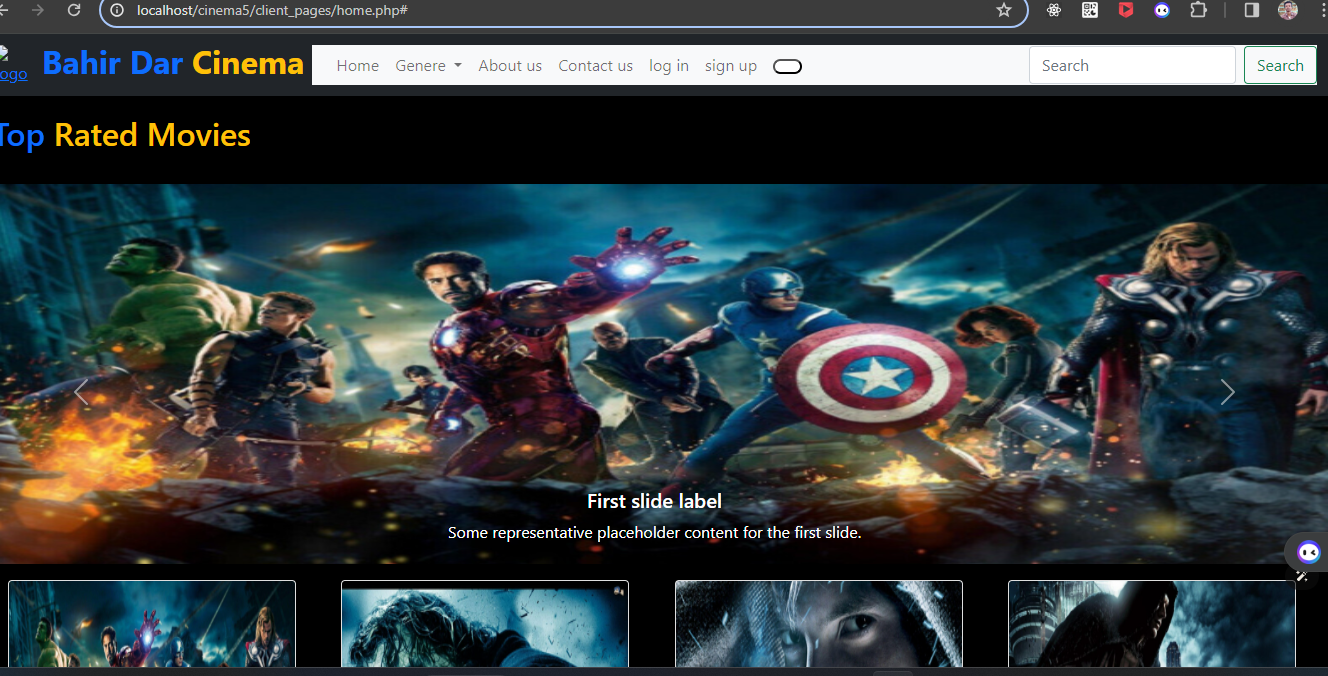 localhost/cinema5/client_pages/home.php#
logo Bahir Dar Cinema Home Genere About us Contact us log in sign up Search Search
Top Rated Movies
First slide label
Some representative placeholder content for the first slide.